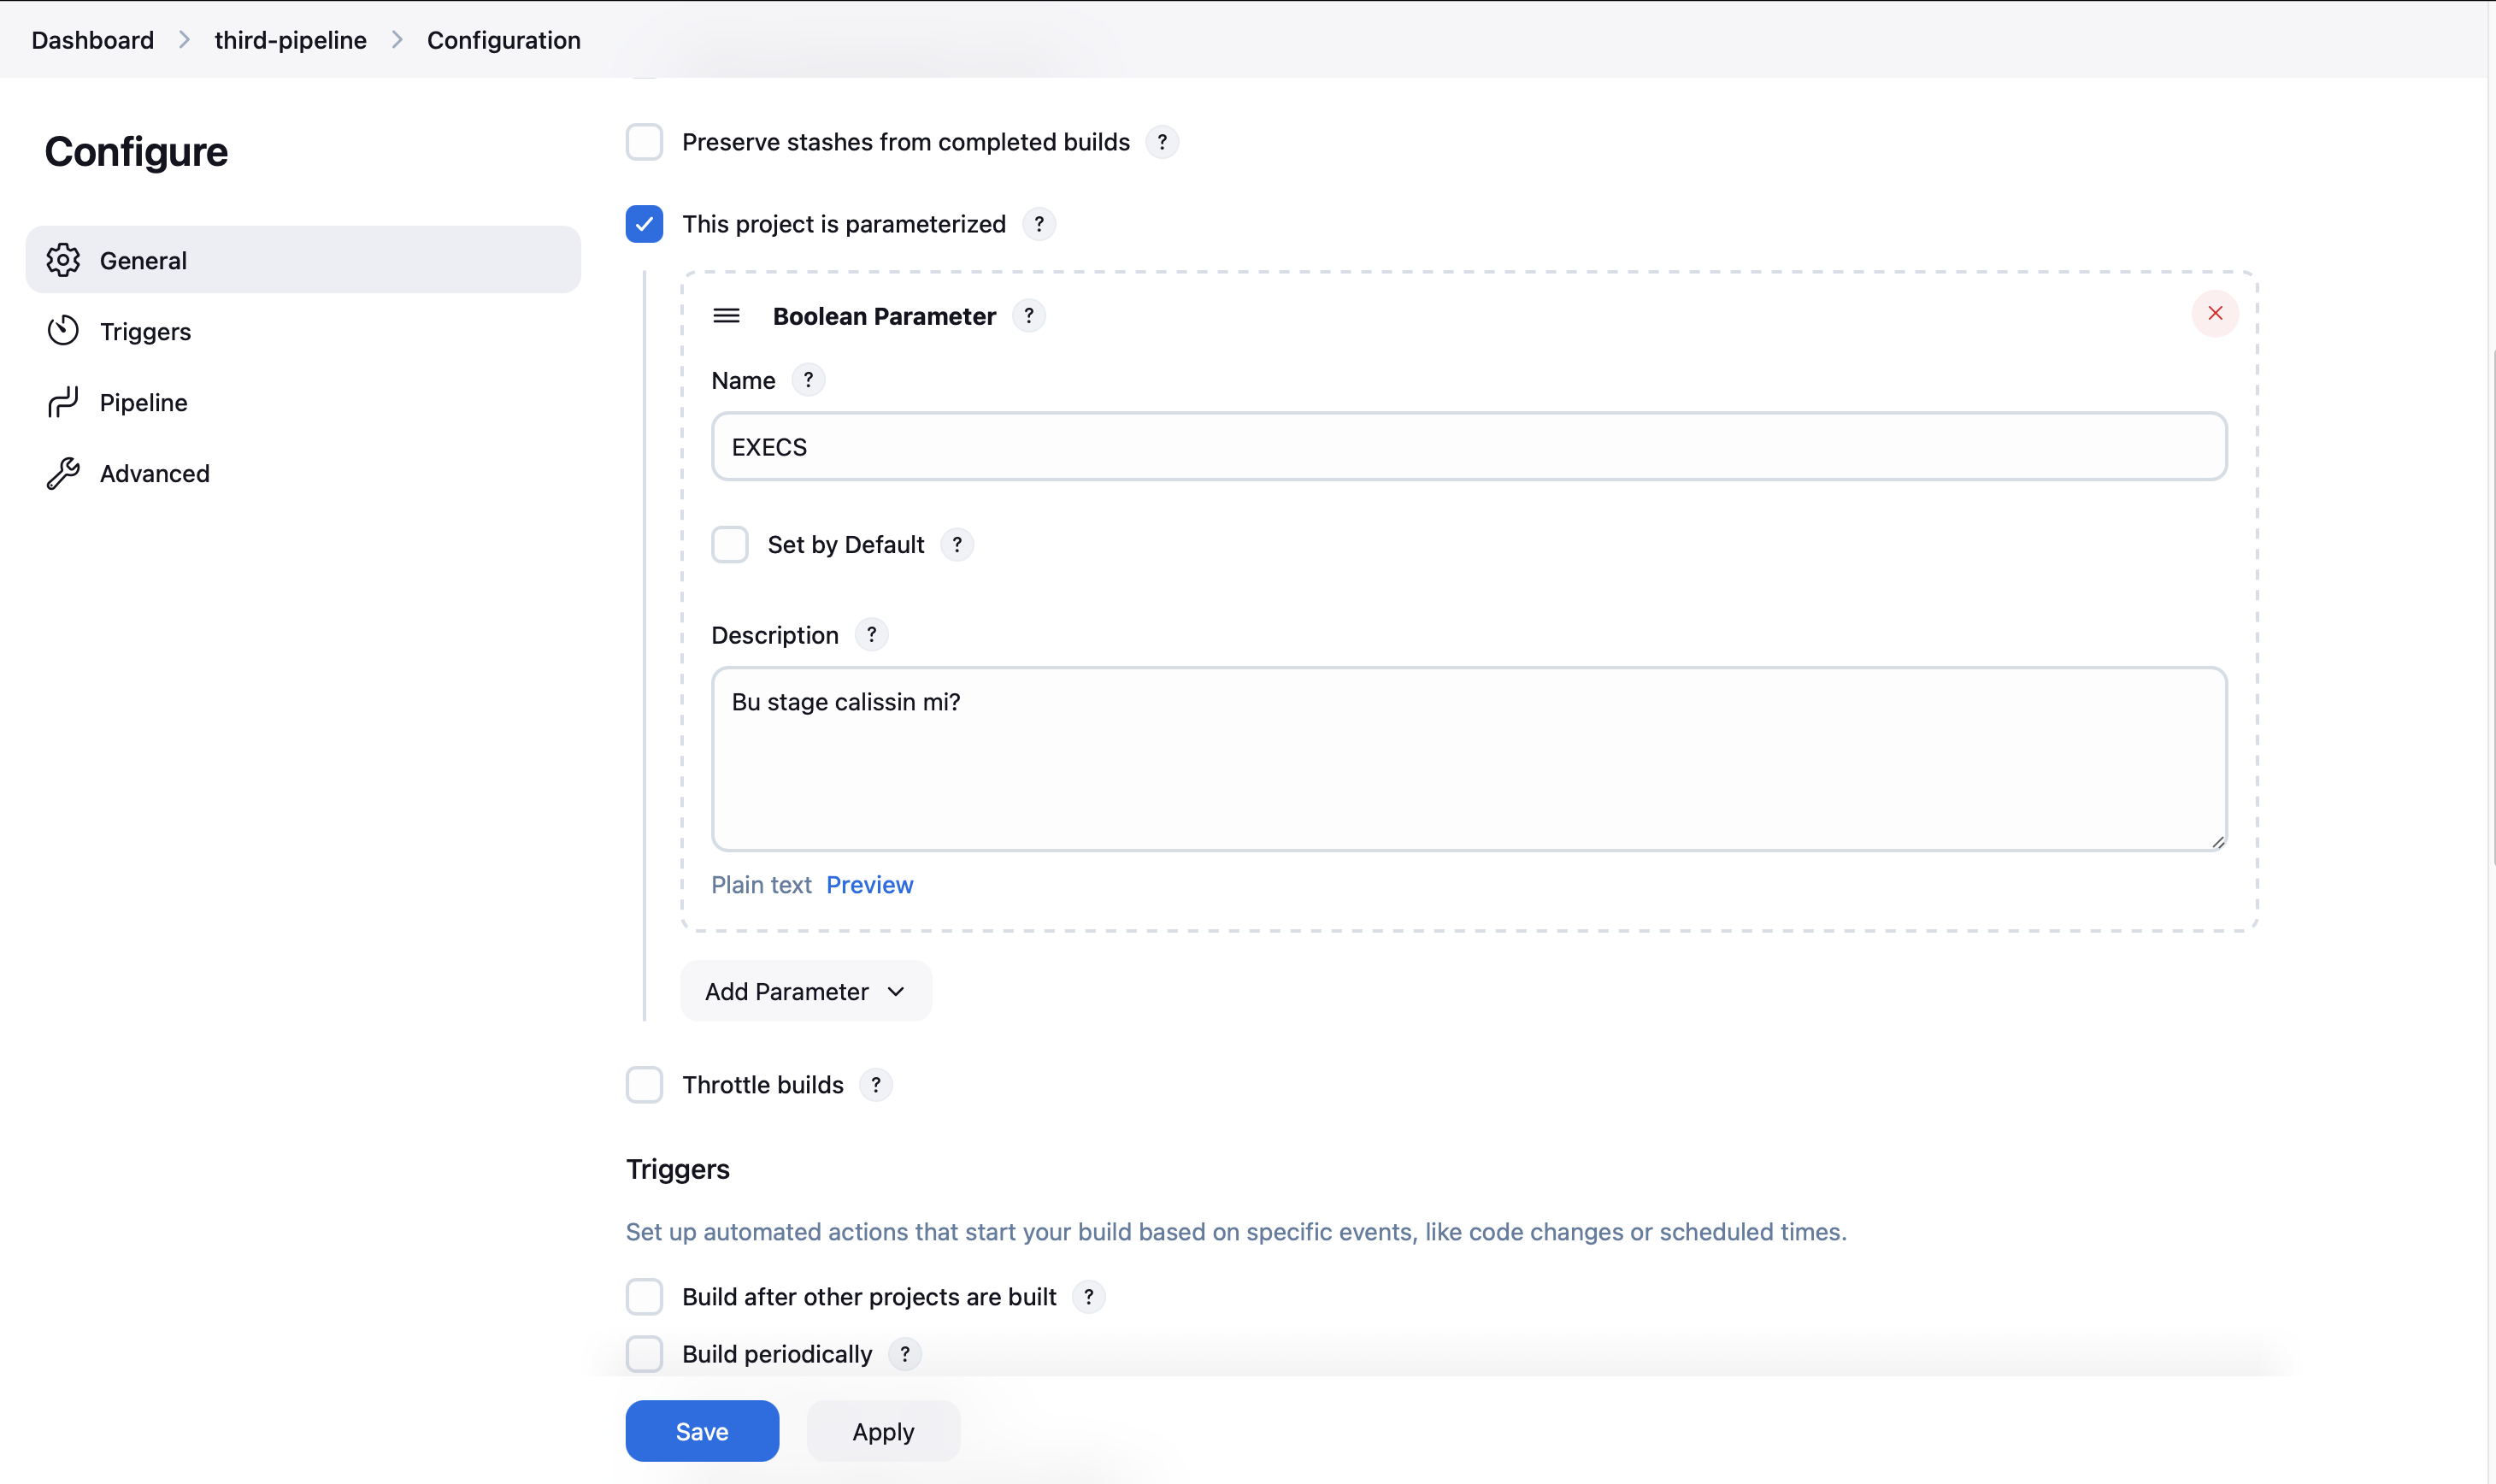 Dashboard > third-pipeline > Configuration
Configure
General
Triggers
Pipeline
Advanced
Preserve stashes from completed builds ?
This project is parameterized ?
Boolean Parameter ?
Name ?
EXECS
Set by Default ?
Description ?
Bu stage calissin mi?
Plain text Preview
Add Parameter
Throttle builds ?
Triggers
Set up automated actions that start your build based on specific events, like code changes or scheduled times.
Build after other projects are built ?
Build periodically ?
Save Apply